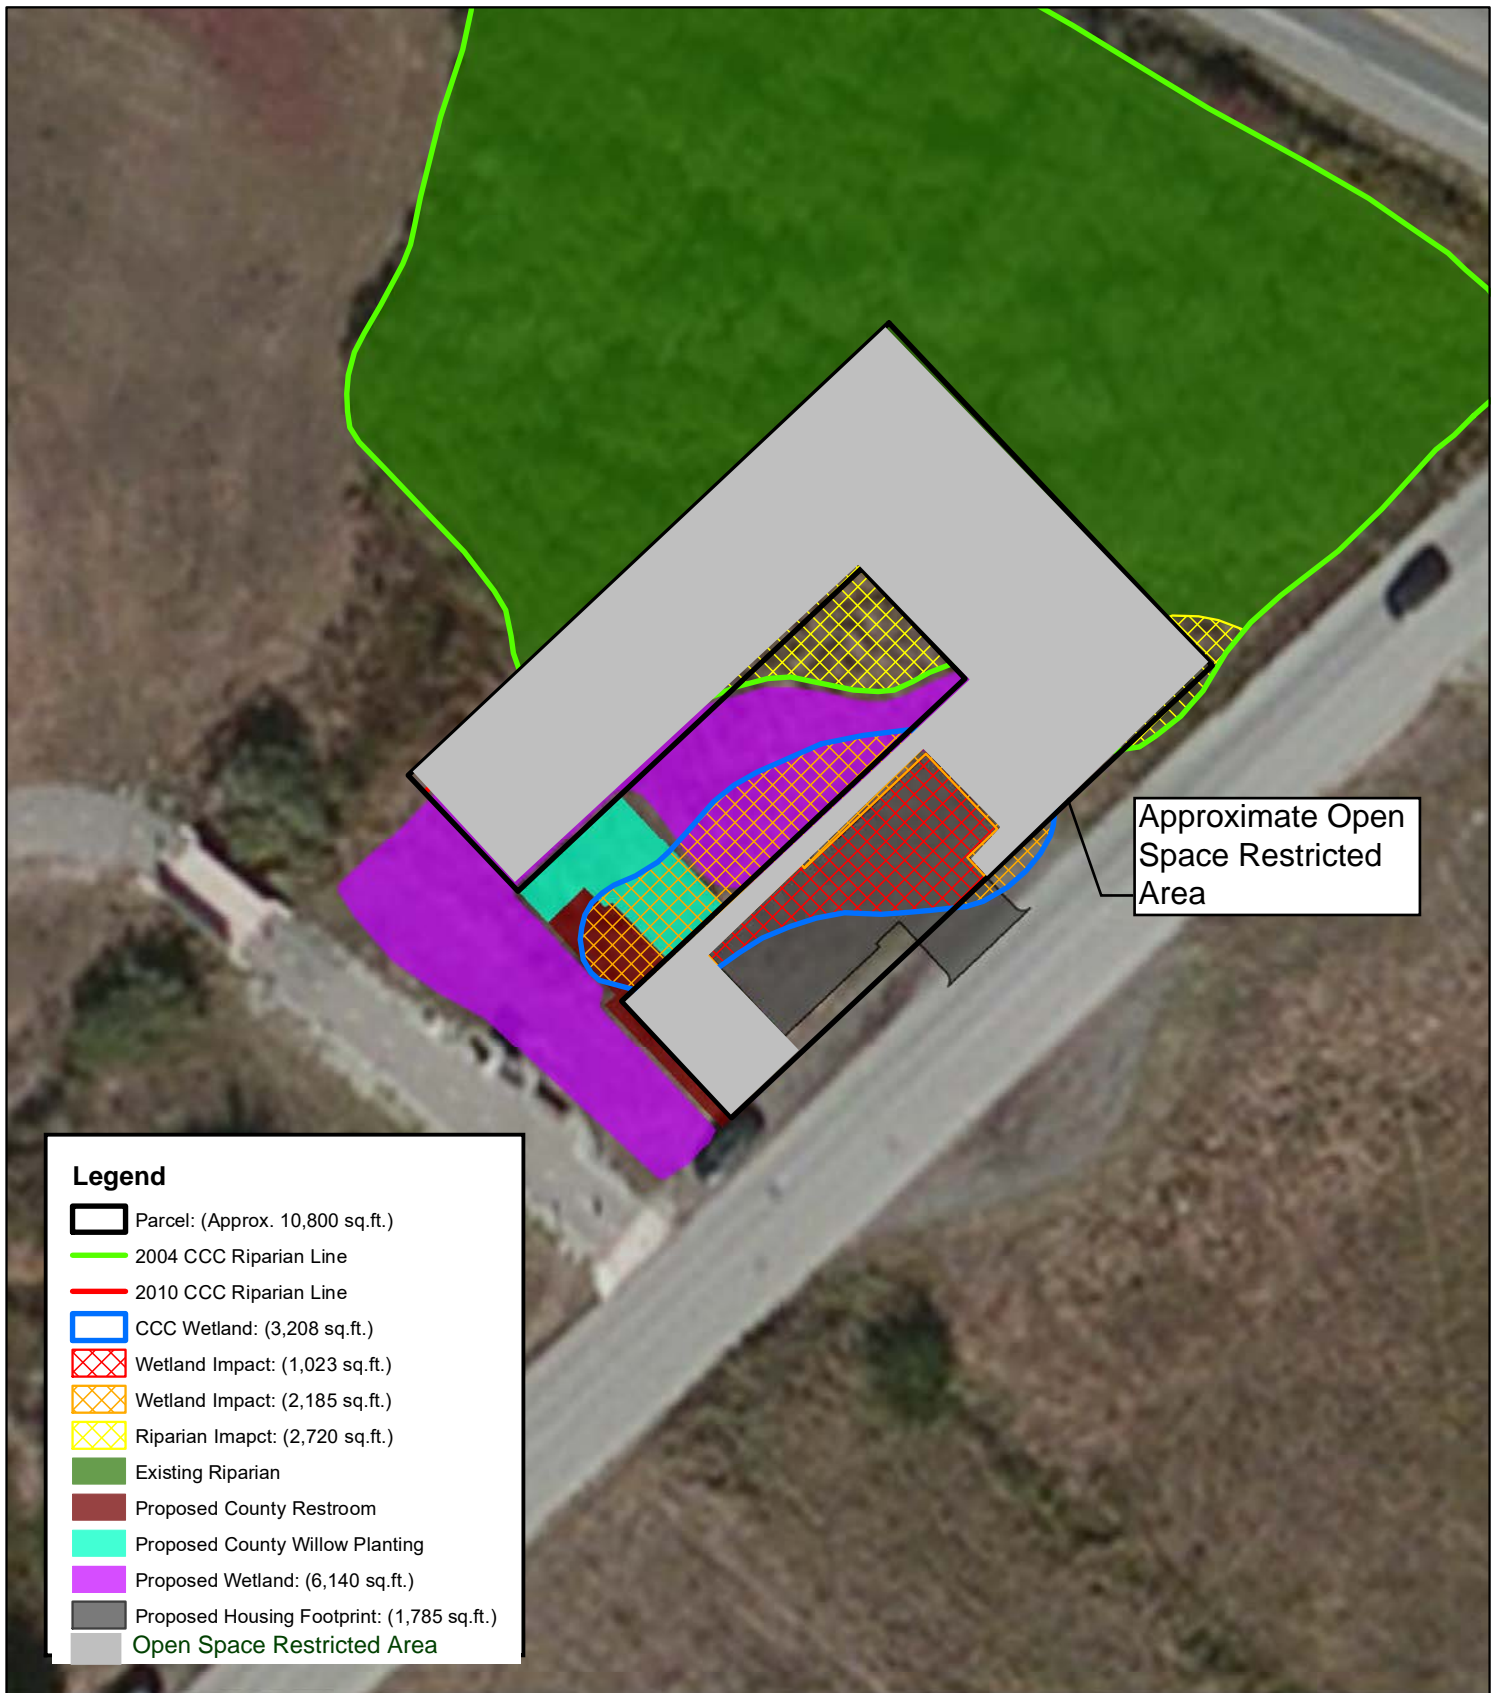 Approximate Open
Space Restricted
Area
Legend
Parcel: (Approx. 10,800 sq.ft.)
2004 CCC Riparian Line
2010 CCC Riparian Line
CCC Wetland: (3,208 sq.ft.)
Wetland Impact: (1,023 sq.ft.)
Wetland Impact: (2,185 sq.ft.)
Riparian Imapct: (2,720 sq.ft.)
Existing Riparian
Proposed County Restroom
Proposed County Willow Planting
Proposed Wetland: (6,140 sq.ft.)
Proposed Housing Footprint: (1,785 sq.ft.)
Open Space Restricted Area